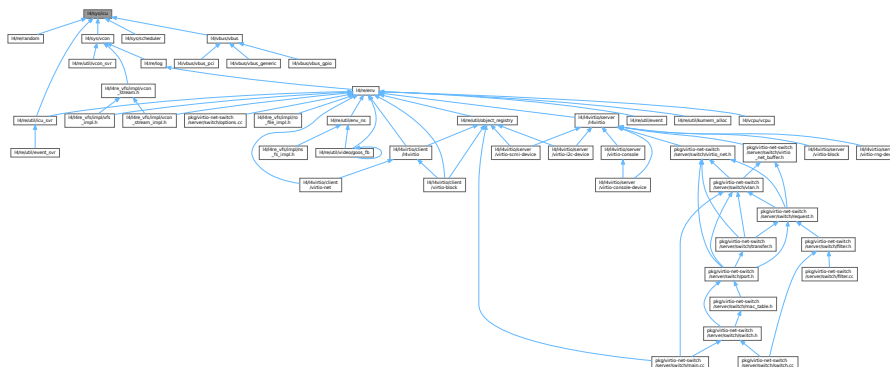 l4/sys/icu
l4/re/random
l4/sys/vcon
l4/sys/scheduler
l4/vbus/vbus
l4/re/util/vcon_svr
l4/re/log
l4/vbus/vbus_pci
l4/vbus/vbus_generic
l4/vbus/vbus_gpio
l4/l4re_vfs/impl/vcon
_stream.h
l4/re/env
l4/re/util/icu_svr
l4/l4re_vfs/impl/vfs
_impl.h
l4/l4re_vfs/impl/vcon
_stream_impl.h
pkg/virtio-net-switch
/server/switch/options.cc
l4/l4re_vfs/impl/ro
_file_impl.h
l4/re/util/env_ns
l4/re/util/object_registry
l4/l4virtio/server
/l4virtio
l4/re/util/event
l4/re/util/kumem_alloc
l4/vcpu/vcpu
l4/re/util/event_svr
l4/l4re_vfs/impl/ns
_fs_impl.h
l4/re/util/video/goos_fb
l4/l4virtio/client
/l4virtio
l4/l4virtio/server
/virtio-scmi-device
l4/l4virtio/server
/virtio-i2c-device
l4/l4virtio/server
/virtio-console
pkg/virtio-net-switch
/server/switch/virtio_net.h
pkg/virtio-net-switch
/server/switch/virtio
_net_buffer.h
l4/l4virtio/server
/virtio-block
l4/l4virtio/server
/virtio-rng-device
l4/l4virtio/client
/virtio-net
l4/l4virtio/client
/virtio-block
l4/l4virtio/server
/virtio-console-device
pkg/virtio-net-switch
/server/switch/vlan.h
pkg/virtio-net-switch
/server/switch/request.h
pkg/virtio-net-switch
/server/switch/transfer.h
pkg/virtio-net-switch
/server/switch/filter.h
pkg/virtio-net-switch
/server/switch/port.h
pkg/virtio-net-switch
/server/switch/filter.cc
pkg/virtio-net-switch
/server/switch/mac_table.h
pkg/virtio-net-switch
/server/switch/switch.h
pkg/virtio-net-switch
/server/switch/main.cc
pkg/virtio-net-switch
/server/switch/switch.cc